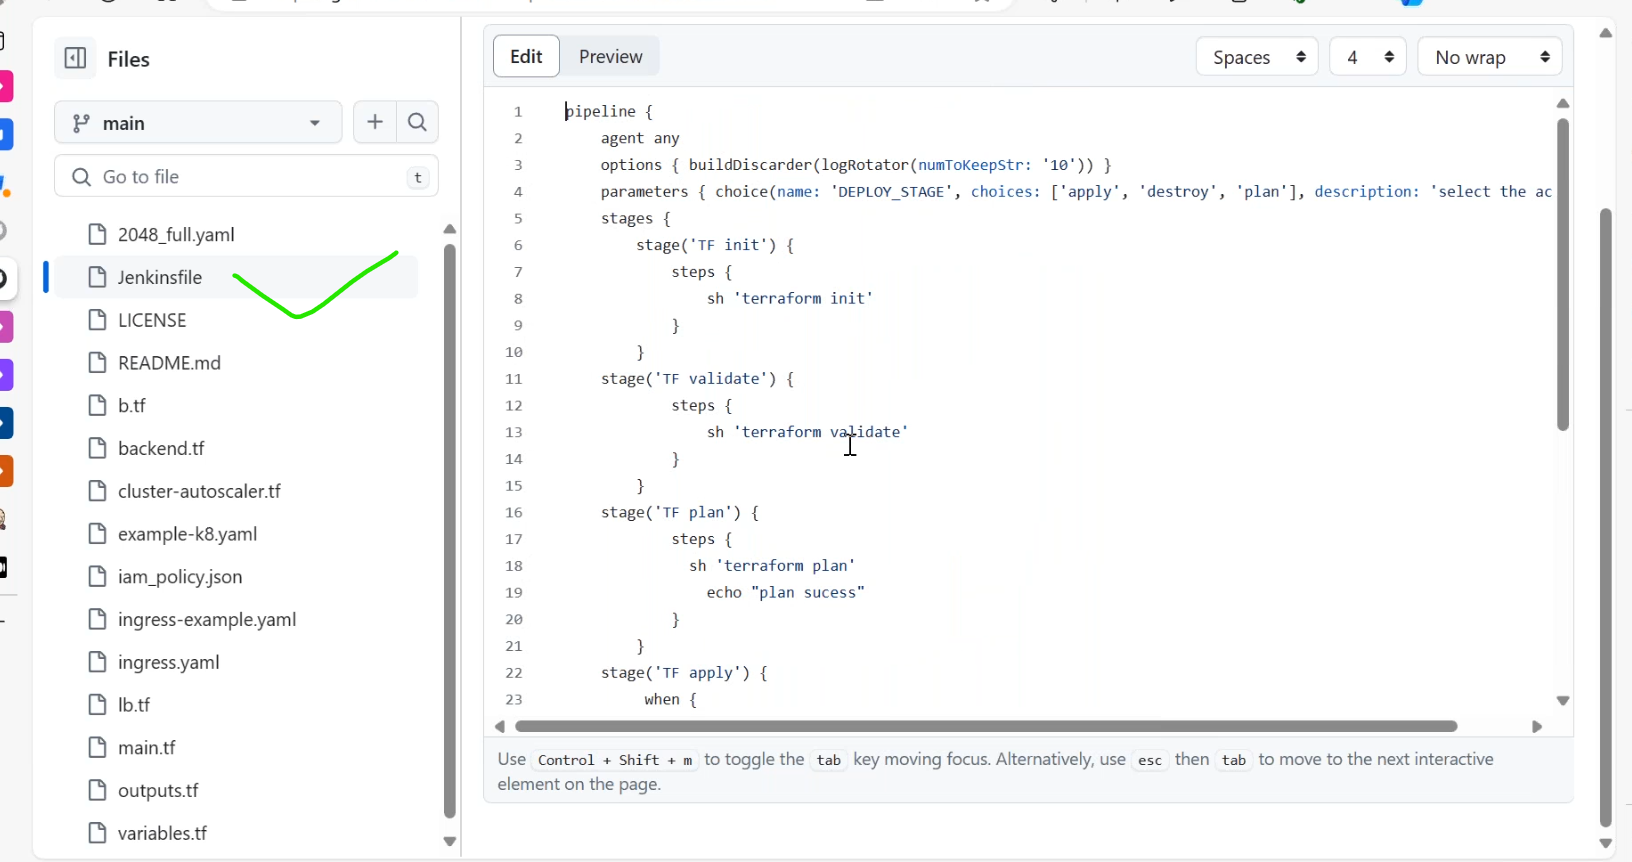 Files
main
Go to file
t
2048_full.yaml
Jenkinsfile
LICENSE
README.md
b.tf
backend.tf
cluster-autoscaler.tf
example-k8.yaml
iam_policy.json
ingress-example.yaml
ingress.yaml
lb.tf
main.tf
outputs.tf
variables.tf
Edit
Preview
Spaces
4
No wrap
1 pipeline {
2 agent any
3 options { buildDiscarder(logRotator(numToKeepStr: '10')) }
4 parameters { choice(name: 'DEPLOY_STAGE', choices: ['apply', 'destroy', 'plan'], description: 'select the ac
5 stages {
6 stage('TF init') {
7 steps {
8 sh 'terraform init'
9 }
10 }
11 stage('TF validate') {
12 steps {
13 sh 'terraform validate'
14 }
15 }
16 stage('TF plan') {
17 steps {
18 sh 'terraform plan'
19 echo "plan sucess"
20 }
21 }
22 stage('TF apply') {
23 when {
Use Control + Shift + m to toggle the tab key moving focus. Alternatively, use esc then tab to move to the next interactive
element on the page.